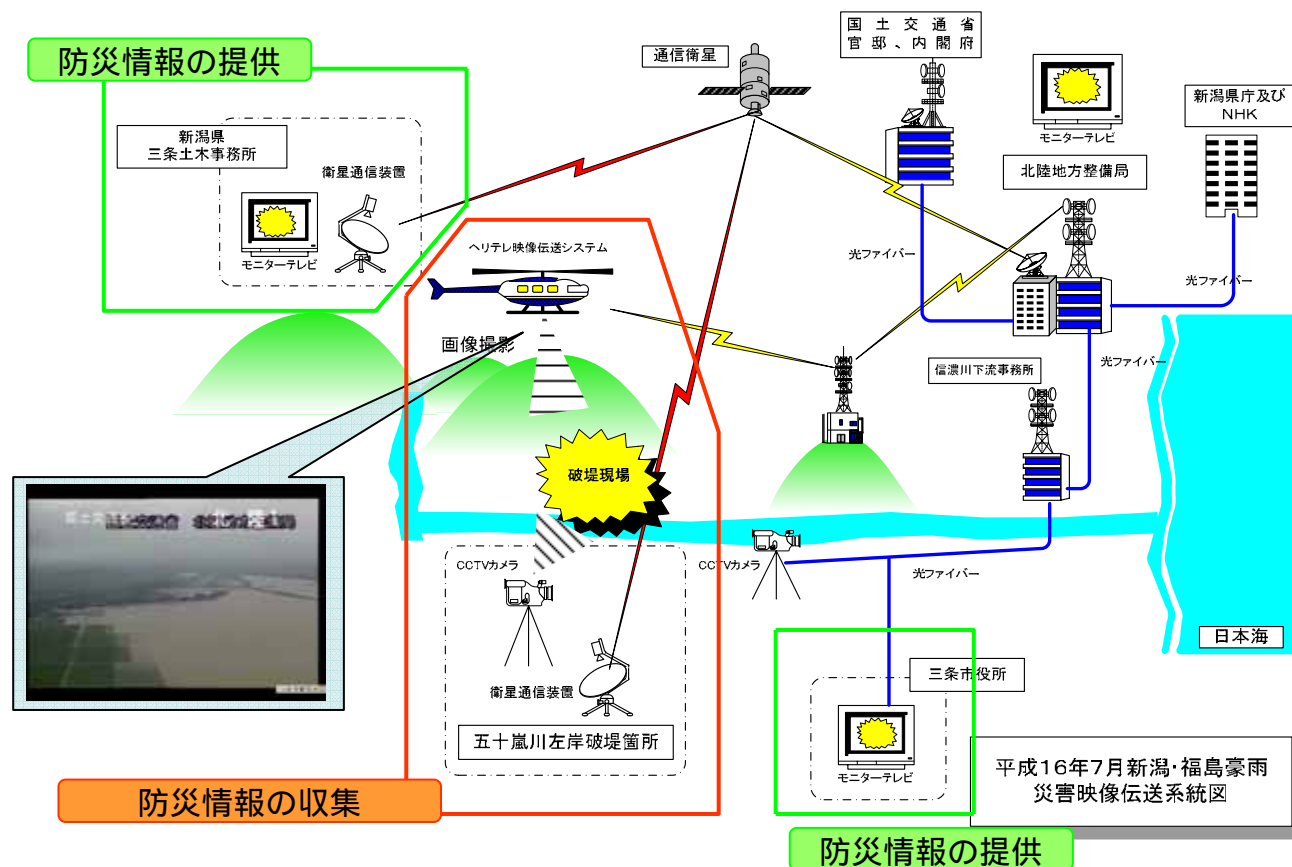 防災情報の提供
新潟県
三条土木事務所
衛星通信装置
モニターテレビ
通信衛星
国土交通省
官邸、内閣府
モニターテレビ
新潟県庁及び
NHK
北陸地方整備局
光ファイバー
光ファイバー
光ファイバー
ヘリテレ映像伝送システム
画像撮影
信濃川下流事務所
破堤現場
CCTVカメラ
衛星通信装置
五十嵐川左岸破堤箇所
CCTVカメラ
光ファイバー
日本海
三条市役所
モニターテレビ
平成16年7月新潟・福島豪雨
災害映像伝送系統図
防災情報の収集
防災情報の提供